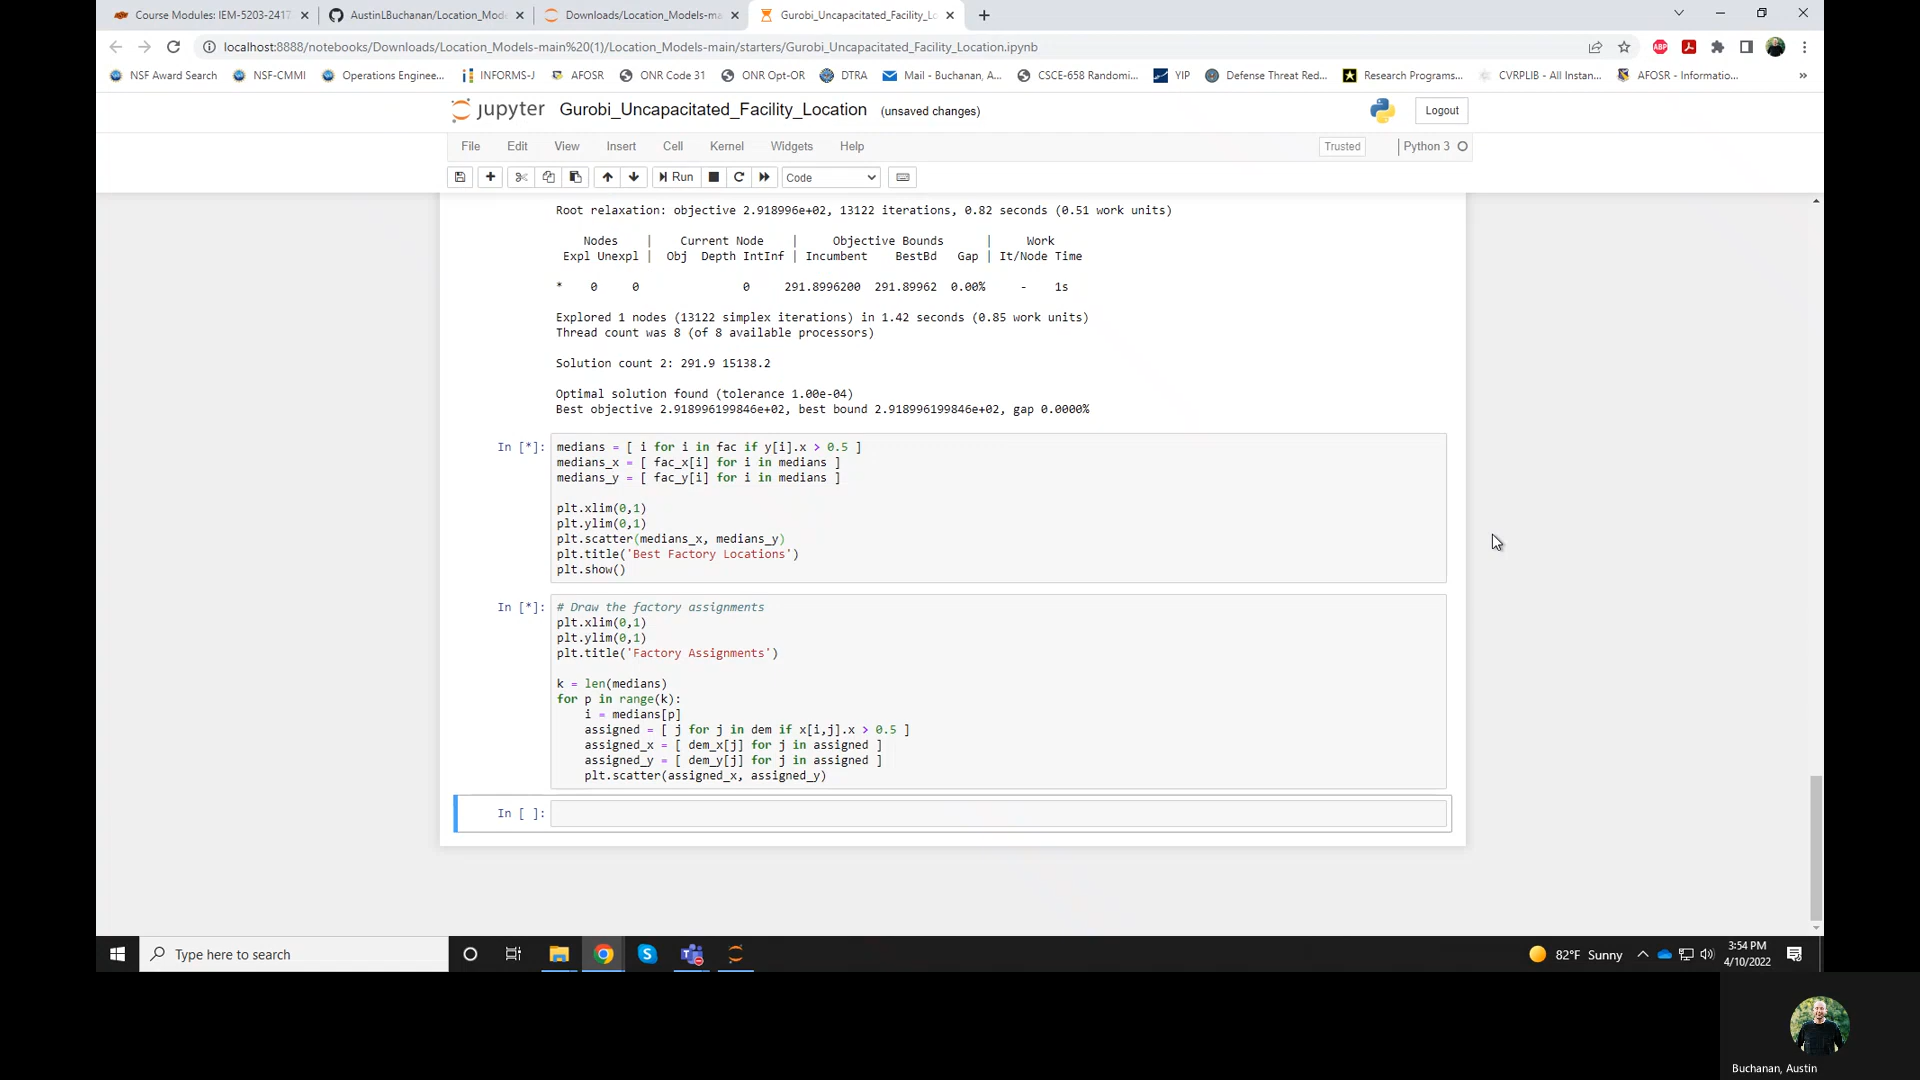 Course Modules: IEM-5203-2417
AustinLBuchanan/Location_Mode
Downloads/Location_Models-ma
Gurobi_Uncapacitated_Facility_Lo
localhost:8888/notebooks/Downloads/Location_Models-main%20(1)/Location_Models-main/starters/Gurobi_Uncapacitated_Facility_Location.ipynb
ABP
NSF Award Search
NSF-CMMI
Operations Enginee...
INFORMS-J
AFOSR
ONR Code 31
ONR Opt-OR
DTRA
Mail - Buchanan, A...
CSCE-658 Randomi...
YIP
Defense Threat Red...
Research Programs...
CVRPLIB - All Instan...
AFOSR - Informatio...
»
jupyter Gurobi_Uncapacitated_Facility_Location (unsaved changes)
Logout
File Edit View Insert Cell Kernel Widgets Help
Trusted
Python 3
Run
Code
Root relaxation: objective 2.918996e+02, 13122 iterations, 0.82 seconds (0.51 work units)
Nodes | Current Node | Objective Bounds | Work
Expl Unexpl | Obj Depth IntInf | Incumbent BestBd Gap | It/Node Time
* 0 0 0 291.8996200 291.89962 0.00% - 1s
Explored 1 nodes (13122 simplex iterations) in 1.42 seconds (0.85 work units)
Thread count was 8 (of 8 available processors)
Solution count 2: 291.9 15138.2
Optimal solution found (tolerance 1.00e-04)
Best objective 2.918996199846e+02, best bound 2.918996199846e+02, gap 0.0000%
In [*]:
medians = [ i for i in fac if y[i].x > 0.5 ]
medians_x = [ fac_x[i] for i in medians ]
medians_y = [ fac_y[i] for i in medians ]
plt.xlim(0,1)
plt.ylim(0,1)
plt.scatter(medians_x, medians_y)
plt.title('Best Factory Locations')
plt.show()
In [*]:
# Draw the factory assignments
plt.xlim(0,1)
plt.ylim(0,1)
plt.title('Factory Assignments')
k = len(medians)
for p in range(k):
i = medians[p]
assigned = [ j for j in dem if x[i,j].x > 0.5 ]
assigned_x = [ dem_x[j] for j in assigned ]
assigned_y = [ dem_y[j] for j in assigned ]
plt.scatter(assigned_x, assigned_y)
In [ ]:
Type here to search
82°F Sunny
3:54 PM
4/10/2022
Buchanan, Austin